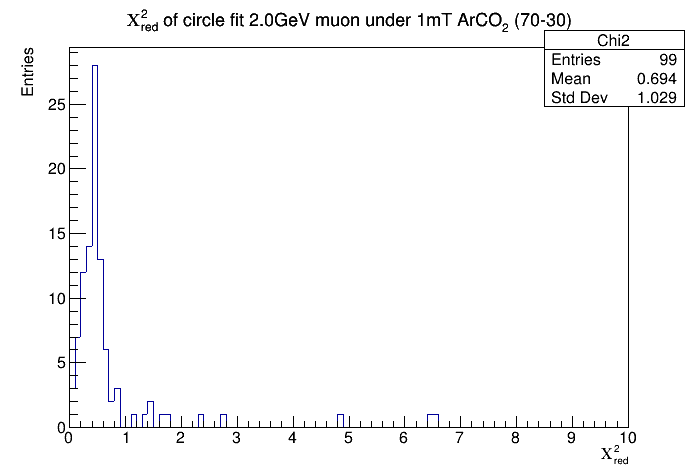 χ²red of circle fit 2.0GeV muon under 1mT ArCO₂ (70-30)
Chi2
Entries 99
Mean 0.694
Std Dev 1.029
Entries
25
20
15
10
5
0
0 1 2 3 4 5 6 7 8 9 10
χ²red